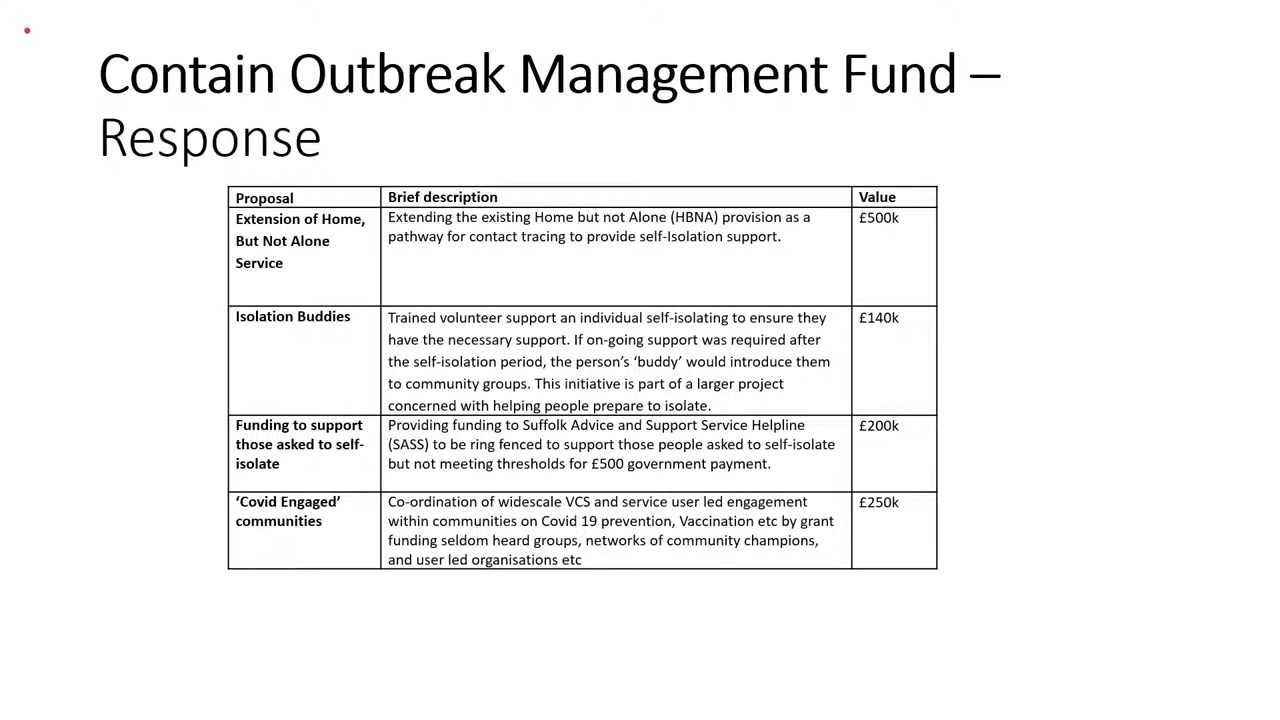 Contain Outbreak Management Fund –
Response
Proposal
Brief description
Value
Extension of Home,
But Not Alone
Service
Extending the existing Home but not Alone (HBNA) provision as a
pathway for contact tracing to provide self-Isolation support.
£500k
Isolation Buddies
Trained volunteer support an individual self-isolating to ensure they
have the necessary support. If on-going support was required after
the self-isolation period, the person’s ‘buddy’ would introduce them
to community groups. This initiative is part of a larger project
concerned with helping people prepare to isolate.
£140k
Funding to support
those asked to self-
isolate
Providing funding to Suffolk Advice and Support Service Helpline
(SASS) to be ring fenced to support those people asked to self-isolate
but not meeting thresholds for £500 government payment.
£200k
‘Covid Engaged’
communities
Co-ordination of widescale VCS and service user led engagement
within communities on Covid 19 prevention, Vaccination etc by grant
funding seldom heard groups, networks of community champions,
and user led organisations etc
£250k